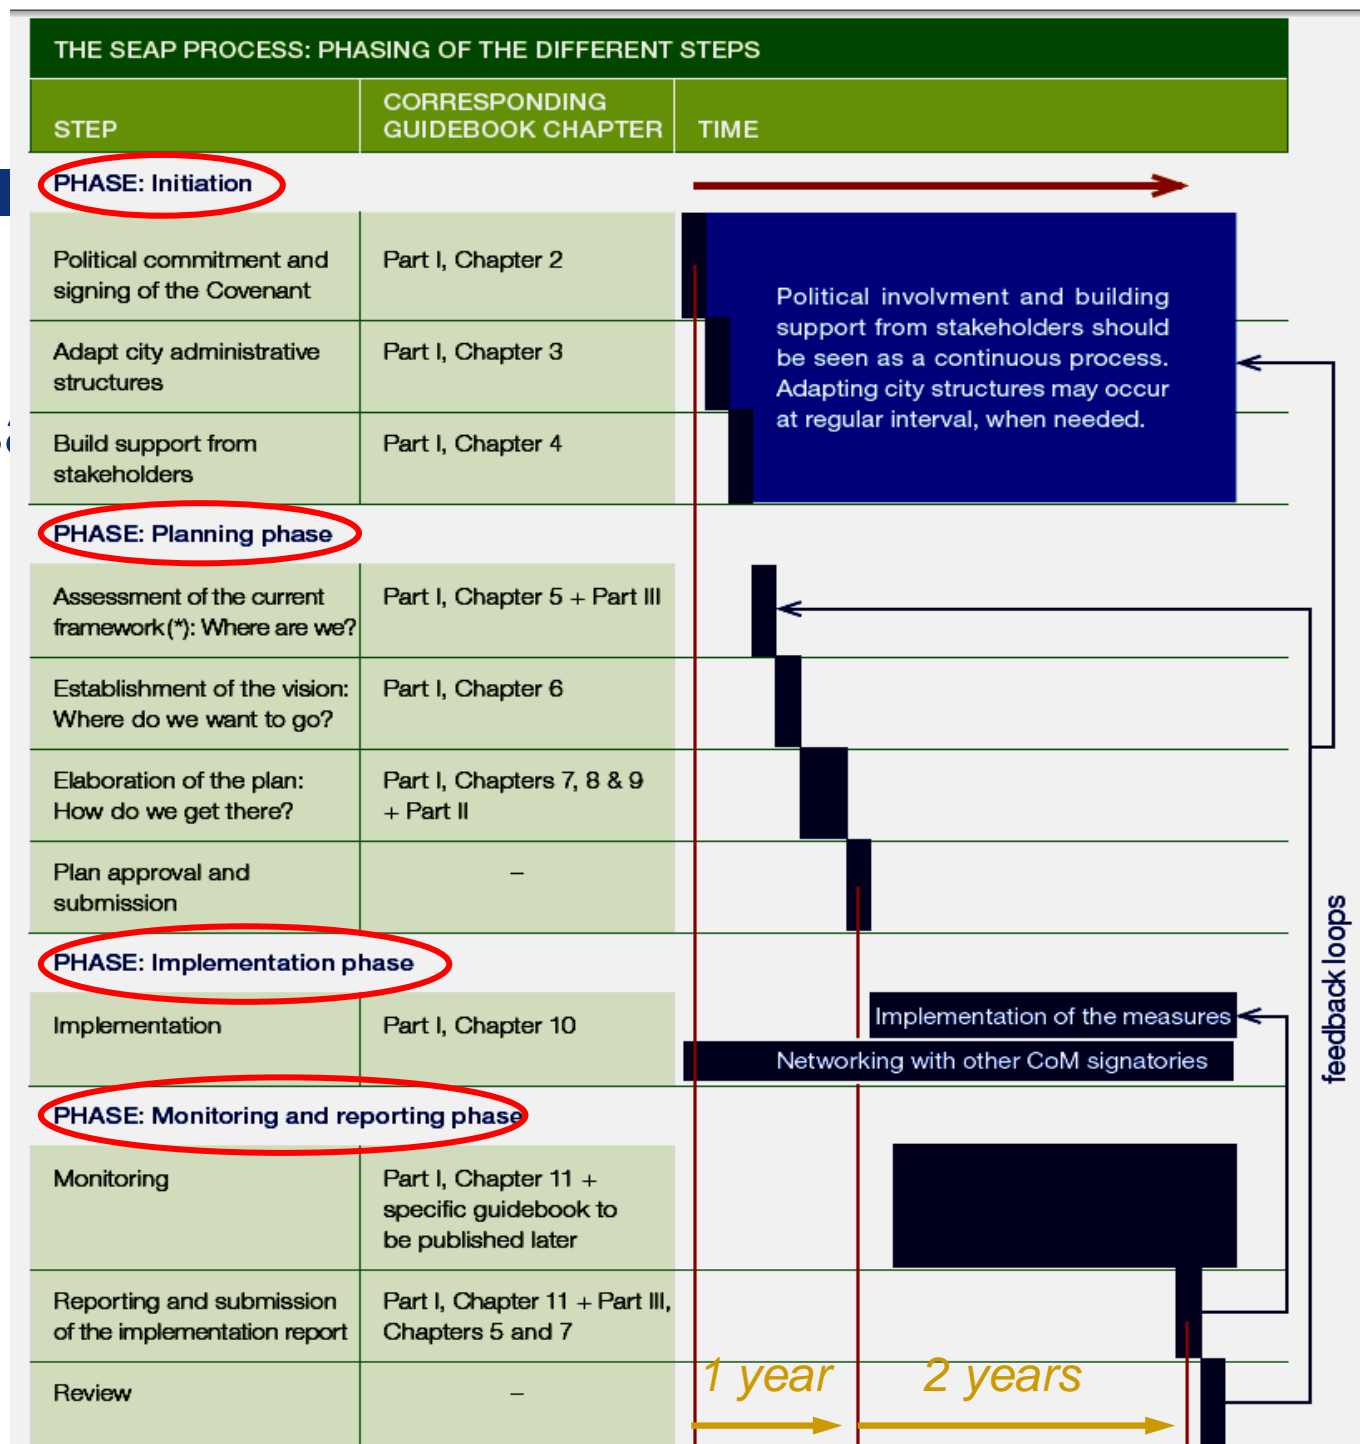 THE SEAP PROCESS: PHASING OF THE DIFFERENT STEPS
STEP
CORRESPONDING
GUIDEBOOK CHAPTER
TIME
PHASE: Initiation
Political commitment and
signing of the Covenant
Part I, Chapter 2
Adapt city administrative
structures
Part I, Chapter 3
Build support from
stakeholders
Part I, Chapter 4
Political involvment and building
support from stakeholders should
be seen as a continuous process.
Adapting city structures may occur
at regular interval, when needed.
PHASE: Planning phase
Assessment of the current
framework(*): Where are we?
Part I, Chapter 5 + Part III
Establishment of the vision:
Where do we want to go?
Part I, Chapter 6
Elaboration of the plan:
How do we get there?
Part I, Chapters 7, 8 & 9
+ Part II
Plan approval and
submission
–
PHASE: Implementation phase
Implementation
Part I, Chapter 10
Implementation of the measures
Networking with other CoM signatories
feedback loops
PHASE: Monitoring and reporting phase
Monitoring
Part I, Chapter 11 +
specific guidebook to
be published later
Reporting and submission
of the implementation report
Part I, Chapter 11 + Part III,
Chapters 5 and 7
Review
–
1 year
2 years